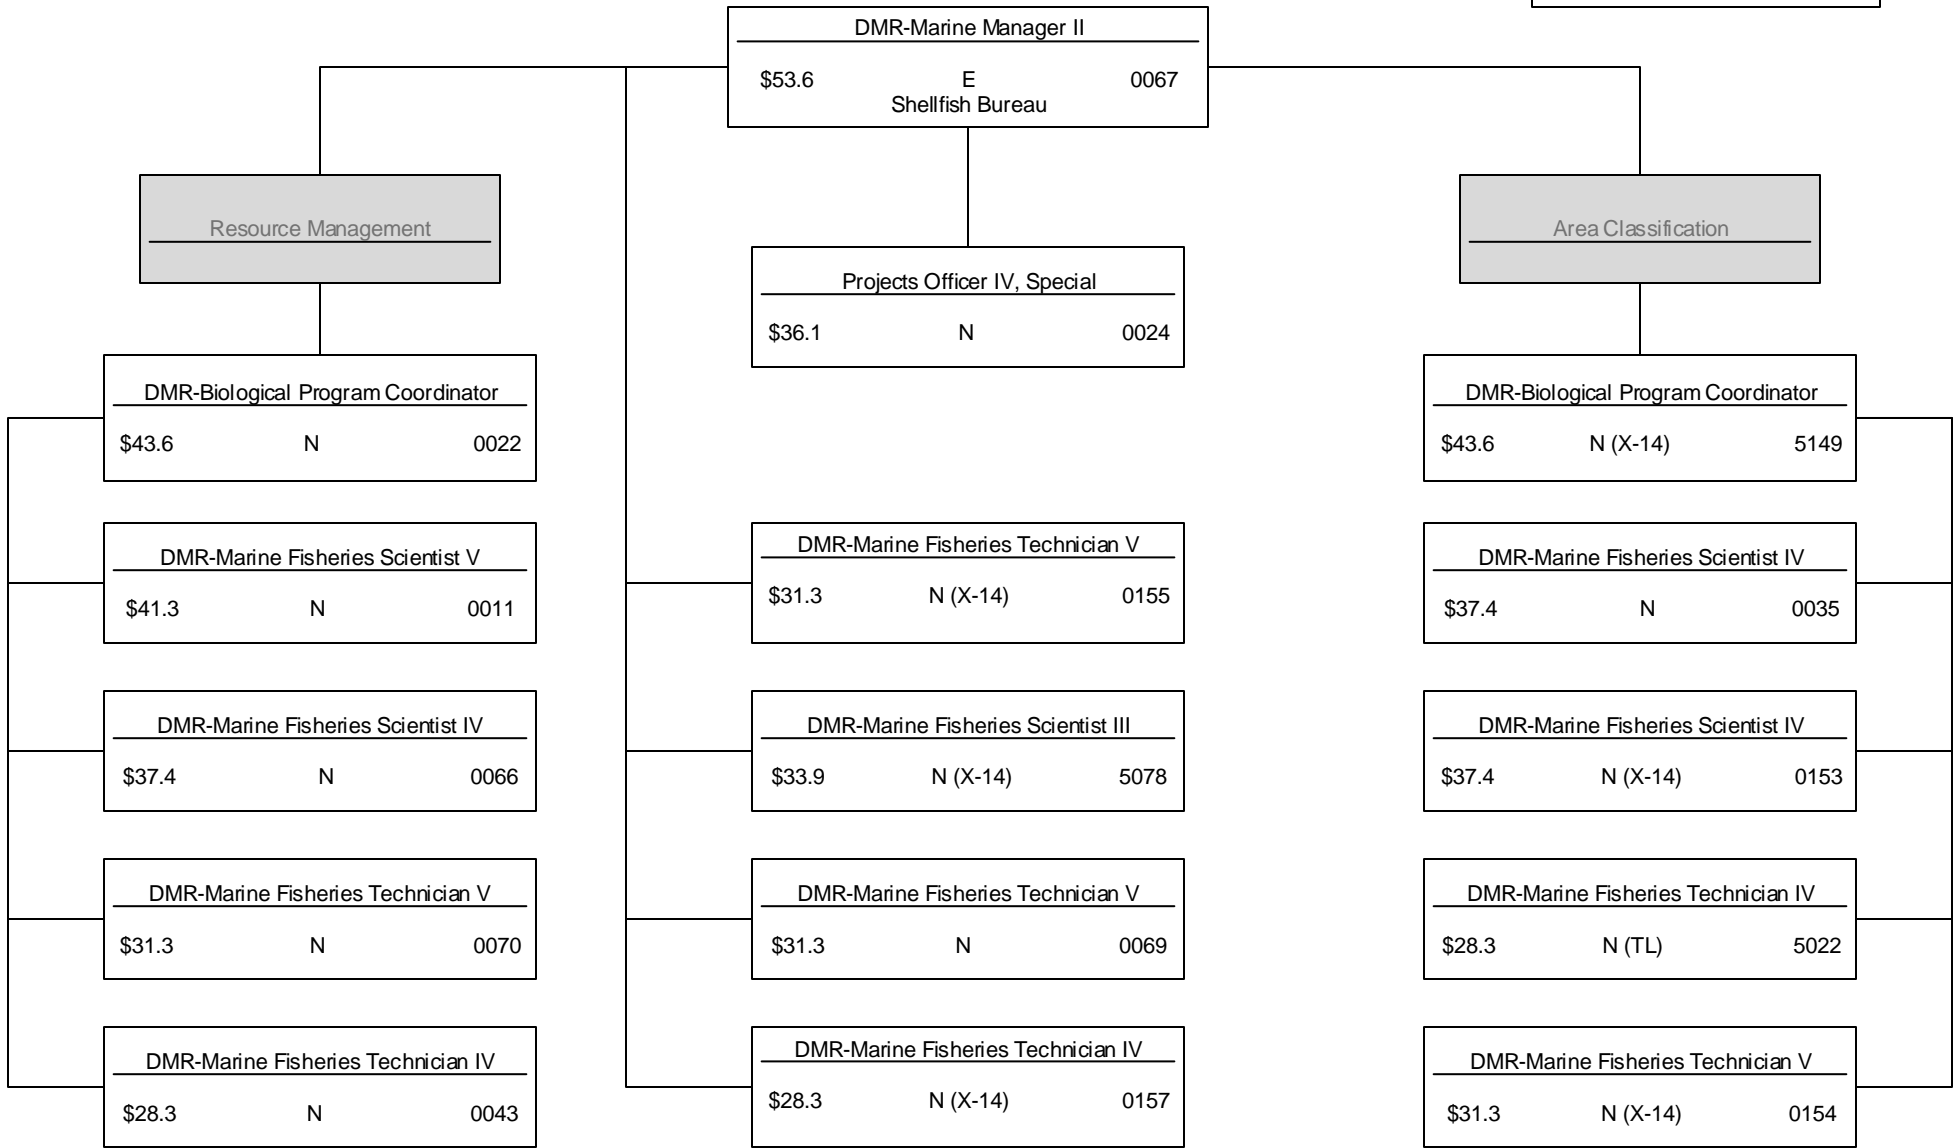 DMR-Marine Manager II
$53.6 E 0067
Shellfish Bureau
Resource Management
Area Classification
Projects Officer IV, Special
$36.1 N 0024
DMR-Biological Program Coordinator
$43.6 N 0022
DMR-Marine Fisheries Scientist V
$41.3 N 0011
DMR-Marine Fisheries Scientist IV
$37.4 N 0066
DMR-Marine Fisheries Technician V
$31.3 N 0070
DMR-Marine Fisheries Technician IV
$28.3 N 0043
DMR-Marine Fisheries Technician V
$31.3 N (X-14) 0155
DMR-Marine Fisheries Scientist III
$33.9 N (X-14) 5078
DMR-Marine Fisheries Technician V
$31.3 N 0069
DMR-Marine Fisheries Technician IV
$28.3 N (X-14) 0157
DMR-Biological Program Coordinator
$43.6 N (X-14) 5149
DMR-Marine Fisheries Scientist IV
$37.4 N 0035
DMR-Marine Fisheries Scientist IV
$37.4 N (X-14) 0153
DMR-Marine Fisheries Technician IV
$28.3 N (TL) 5022
DMR-Marine Fisheries Technician V
$31.3 N (X-14) 0154